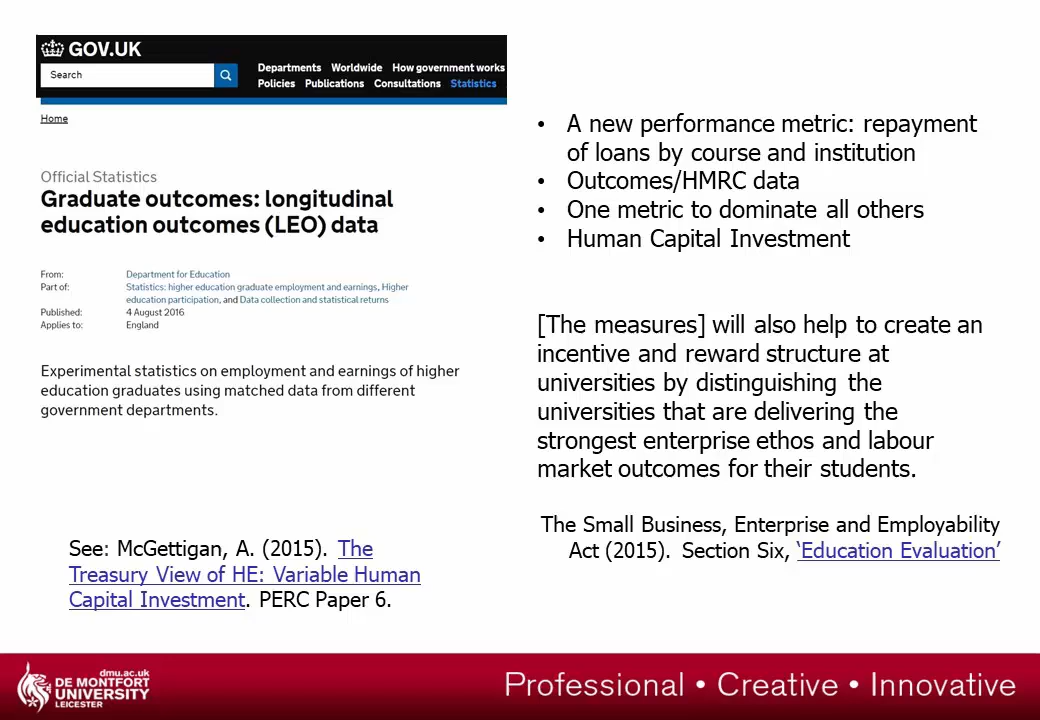 GOV.UK
Search
Departments Worldwide How government works
Policies Publications Consultations Statistics
Home
Official Statistics
Graduate outcomes: longitudinal
education outcomes (LEO) data
From: Department for Education
Part of: Statistics: higher education graduate employment and earnings, Higher
education participation, and Data collection and statistical returns
Published: 4 August 2016
Applies to: England
Experimental statistics on employment and earnings of higher
education graduates using matched data from different
government departments.
See: McGettigan, A. (2015). The
Treasury View of HE: Variable Human
Capital Investment. PERC Paper 6.
• A new performance metric: repayment
of loans by course and institution
• Outcomes/HMRC data
• One metric to dominate all others
• Human Capital Investment
[The measures] will also help to create an
incentive and reward structure at
universities by distinguishing the
universities that are delivering the
strongest enterprise ethos and labour
market outcomes for their students.
The Small Business, Enterprise and Employability
Act (2015). Section Six, ‘Education Evaluation’
dmu.ac.uk
DE MONTFORT
UNIVERSITY
LEICESTER
Professional • Creative • Innovative